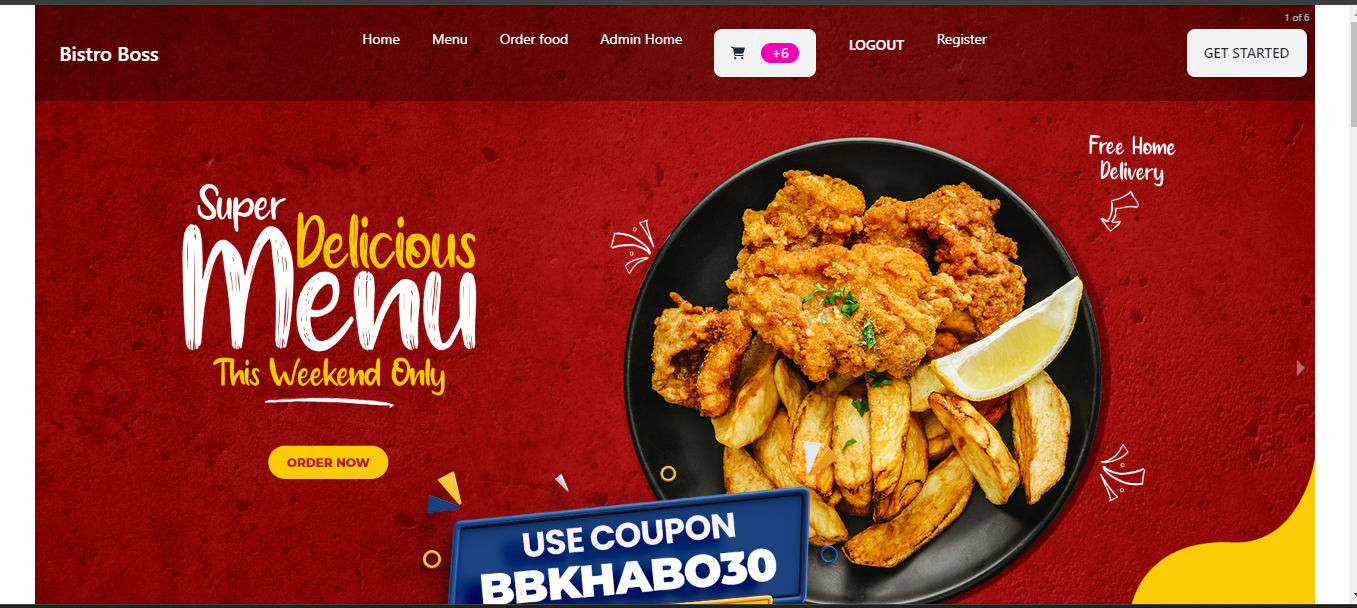 1 of 6
Bistro Boss
Home
Menu
Order food
Admin Home
+6
LOGOUT
Register
GET STARTED
Free Home
Delivery
Super
Delicious
Menu
This Weekend Only
ORDER NOW
USE COUPON
BBKHABO30